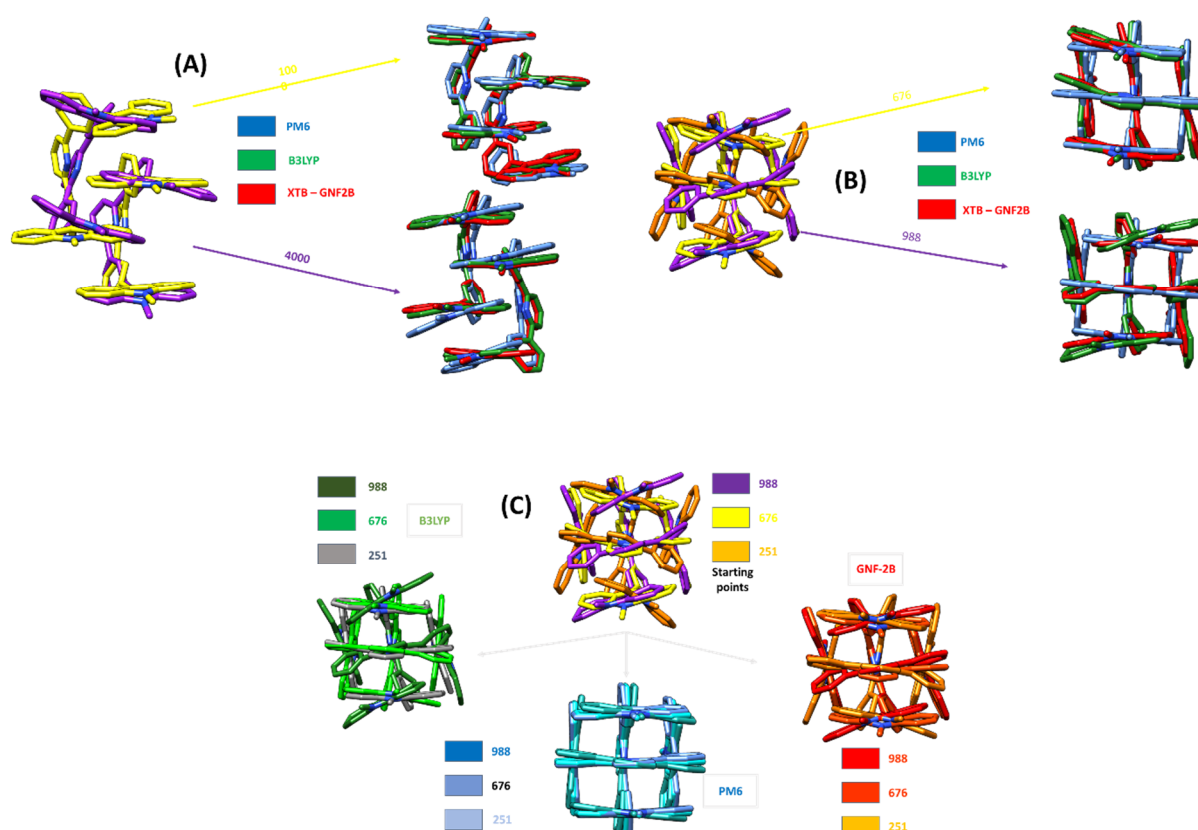 (A)
100
0
PM6
B3LYP
XTB – GNF2B
4000
676
PM6
(B)
B3LYP
XTB – GNF2B
988
988
676
B3LYP
251
(C)
988
676
251
Starting
points
GNF-2B
988
676
251
PM6
988
676
251